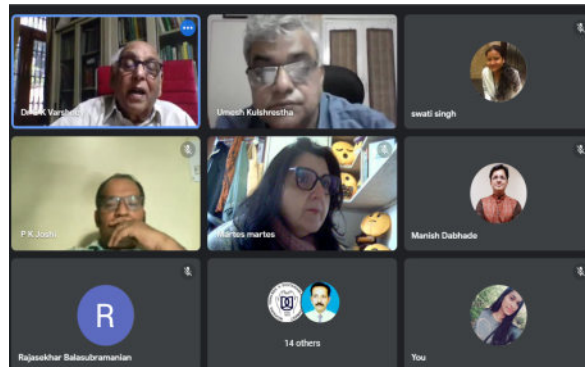 Umesh Kulshrestha
swati singh
P K Joshi
Martes martes
Manish Dabhade
R
Rajasekhar Balasubramanian
14 others
You